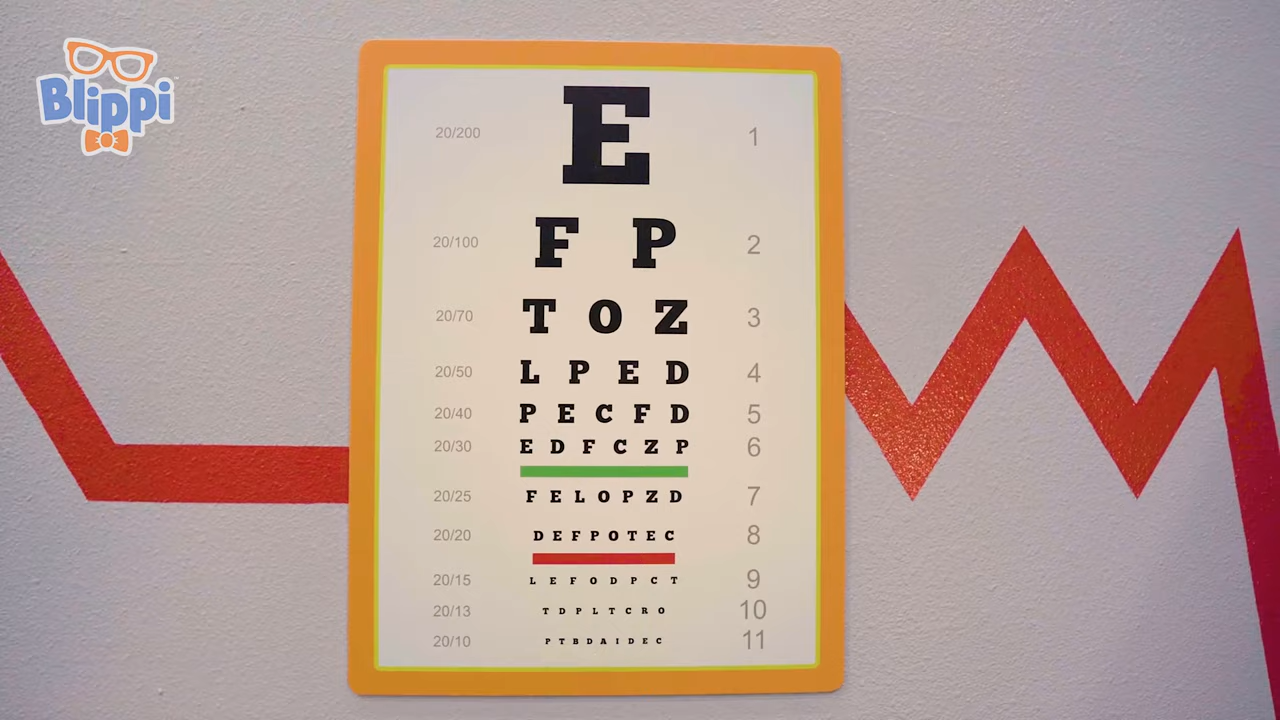 Blippi
20/200 E 1
20/100 F P 2
20/70 T O Z 3
20/50 L P E D 4
20/40 P E C F D 5
20/30 E D F C Z P 6
20/25 F E L O P Z D 7
20/20 D E F P O T E C 8
20/15 L E F O D P C T 9
20/13 T D P L T C R O 10
20/10 P T B D A I D E C 11